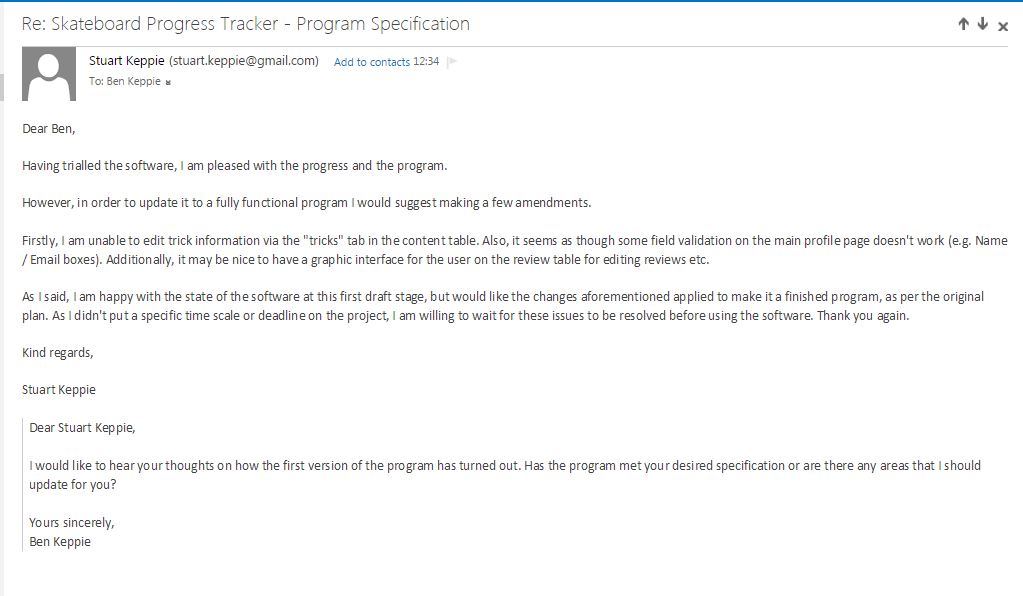 Re: Skateboard Progress Tracker - Program Specification
Stuart Keppie (stuart.keppie@gmail.com) Add to contacts 12:34
To: Ben Keppie
Dear Ben,
Having trialled the software, I am pleased with the progress and the program.
However, in order to update it to a fully functional program I would suggest making a few amendments.
Firstly, I am unable to edit trick information via the "tricks" tab in the content table. Also, it seems as though some field validation on the main profile page doesn't work (e.g. Name
/ Email boxes). Additionally, it may be nice to have a graphic interface for the user on the review table for editing reviews etc.
As I said, I am happy with the state of the software at this first draft stage, but would like the changes aforementioned applied to make it a finished program, as per the original
plan. As I didn't put a specific time scale or deadline on the project, I am willing to wait for these issues to be resolved before using the software. Thank you again.
Kind regards,
Stuart Keppie
Dear Stuart Keppie,
I would like to hear your thoughts on how the first version of the program has turned out. Has the program met your desired specification or are there any areas that I should
update for you?
Yours sincerely,
Ben Keppie